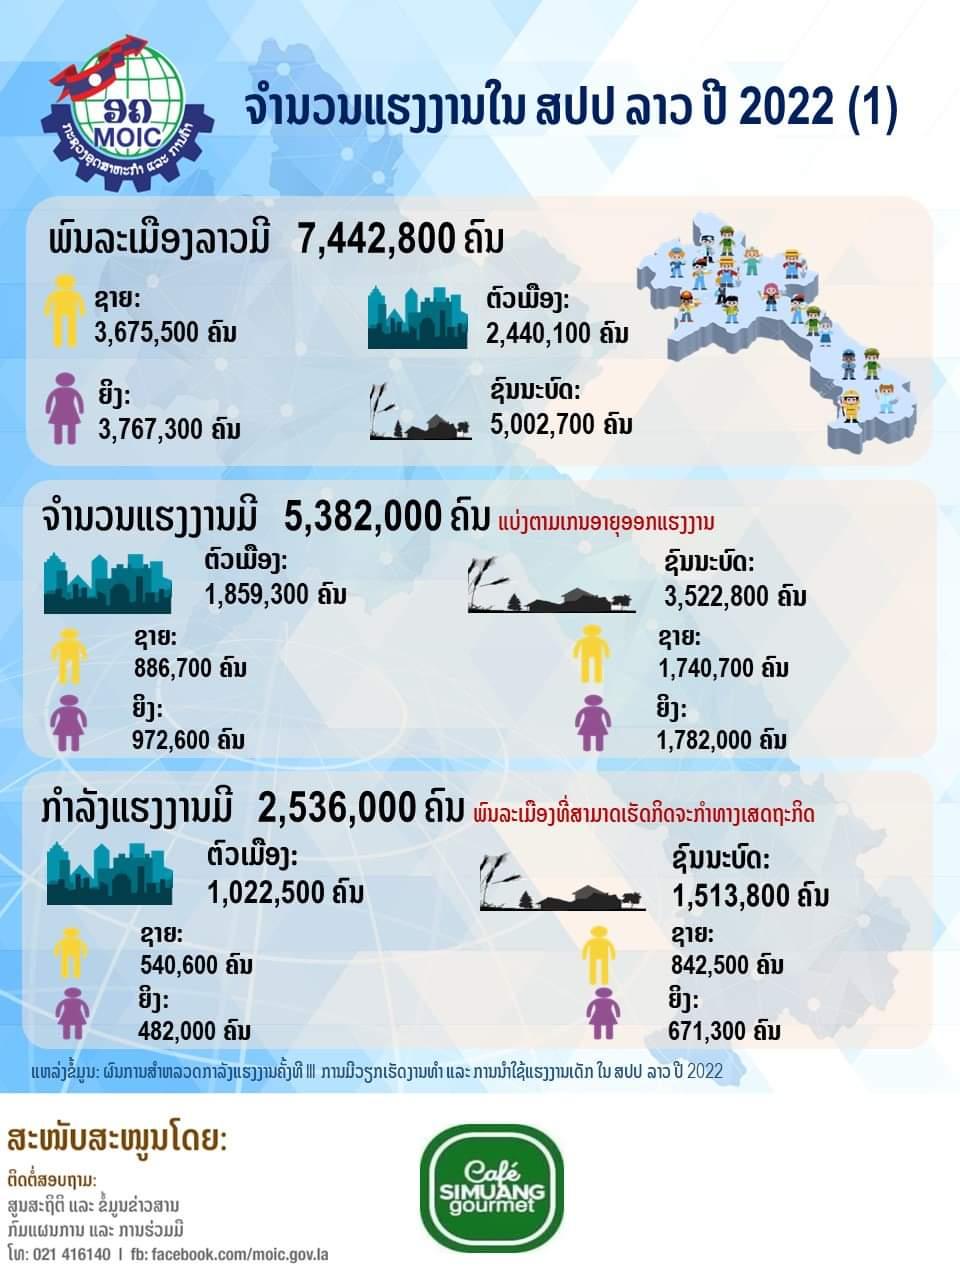 ອຄ
MOIC
ກະຊວງອຸດສາຫະກຳ ແລະ ການຄ້າ
ຈຳນວນແຮງງານໃນ ສປປ ລາວ ປີ 2022 (1)
ພົນລະເມືອງລາວມີ 7,442,800 ຄົນ
ຊາຍ:
3,675,500 ຄົນ
ຕົວເມືອງ:
2,440,100 ຄົນ
ຍິງ:
3,767,300 ຄົນ
ຊົນນະບົດ:
5,002,700 ຄົນ
ຈຳນວນແຮງງານມີ 5,382,000 ຄົນ ແບ່ງຕາມເກນອາຍຸອອກແຮງງານ
ຕົວເມືອງ:
1,859,300 ຄົນ
ຊົນນະບົດ:
3,522,800 ຄົນ
ຊາຍ:
886,700 ຄົນ
ຊາຍ:
1,740,700 ຄົນ
ຍິງ:
972,600 ຄົນ
ຍິງ:
1,782,000 ຄົນ
ກຳລັງແຮງງານມີ 2,536,000 ຄົນ ພົນລະເມືອງທີ່ສາມາດເຮັດກິດຈະກຳທາງເສດຖະກິດ
ຕົວເມືອງ:
1,022,500 ຄົນ
ຊົນນະບົດ:
1,513,800 ຄົນ
ຊາຍ:
540,600 ຄົນ
ຊາຍ:
842,500 ຄົນ
ຍິງ:
482,000 ຄົນ
ຍິງ:
671,300 ຄົນ
ແຫລ່ງຂໍ້ມູນ: ຜົນການສຳຫລວດກາລັງແຮງງານຄັ້ງທີ III ການມີວຽກເຮັດງານທຳ ແລະ ການນຳໃຊ້ແຮງງານເດັກ ໃນ ສປປ ລາວ ປີ 2022
ສະໜັບສະໜູນໂດຍ:
ຕິດຕໍ່ສອບຖາມ:
ສູນສະຖິຕິ ແລະ ຂໍ້ມູນຂ່າວສານ
ກົມແຜນການ ແລະ ການຮ່ວມມື
ໂທ: 021 416140 | fb: facebook.com/moic.gov.la
Café
SIMUANG
gourmet